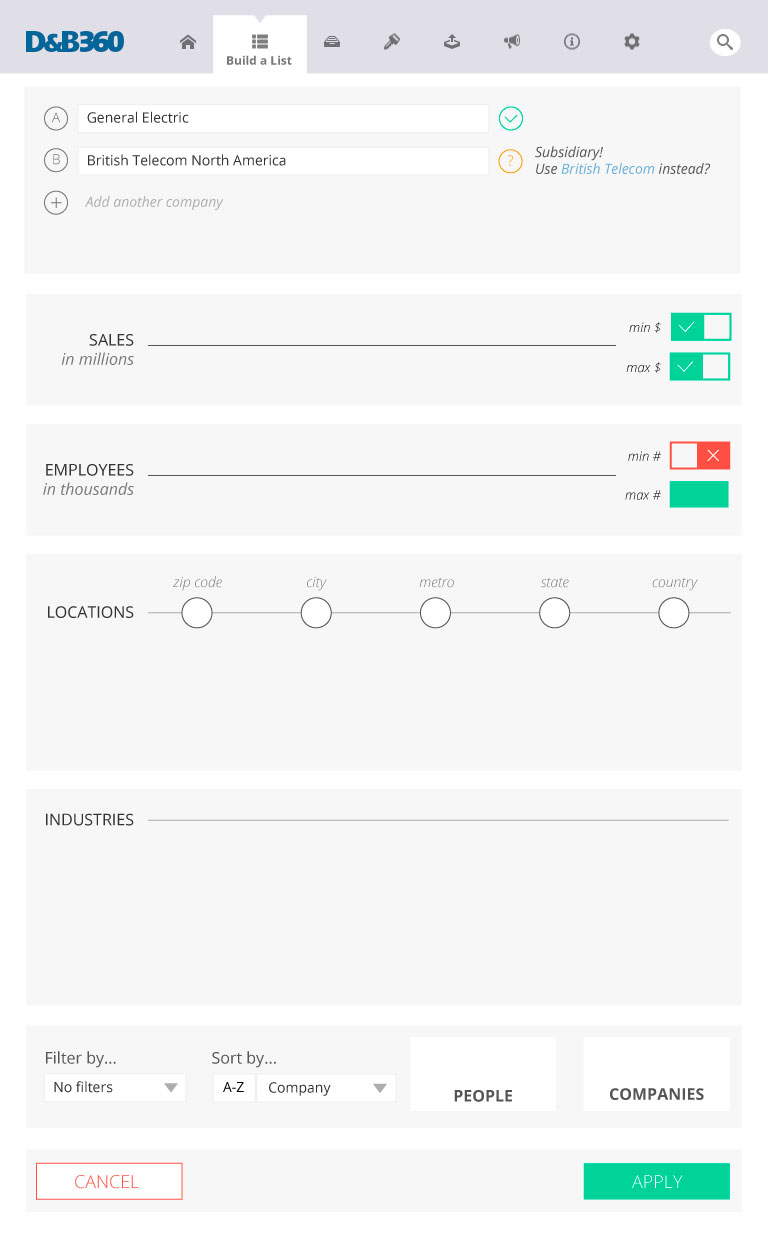 D&B360
Build a List
A General Electric
B British Telecom North America ? Subsidiary!
Use British Telecom instead?
Add another company
SALES
in millions
min $
max $
EMPLOYEES
in thousands
min #
max #
zip code city metro state country
LOCATIONS
INDUSTRIES
Filter by... Sort by...
No filters A-Z Company
PEOPLE COMPANIES
CANCEL APPLY